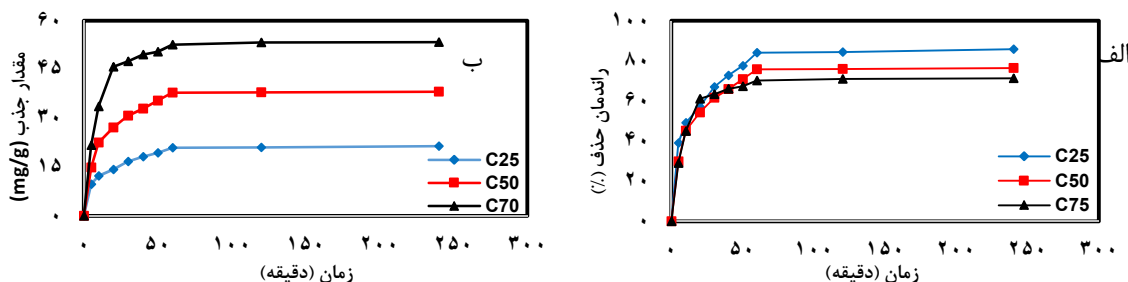 ب
مقدار جذب (mg/g)
۶۰
۴۵
۳۰
۱۵
۰
C25
C50
C70
۰ ۵۰ ۱۰۰ ۱۵۰ ۲۰۰ ۲۵۰ ۳۰۰
زمان (دقیقه)
الف
راندمان حذف (%)
۱۰۰
۸۰
۶۰
۴۰
۲۰
۰
C25
C50
C75
۰ ۵۰ ۱۰۰ ۱۵۰ ۲۰۰ ۲۵۰ ۳۰۰
زمان (دقیقه)